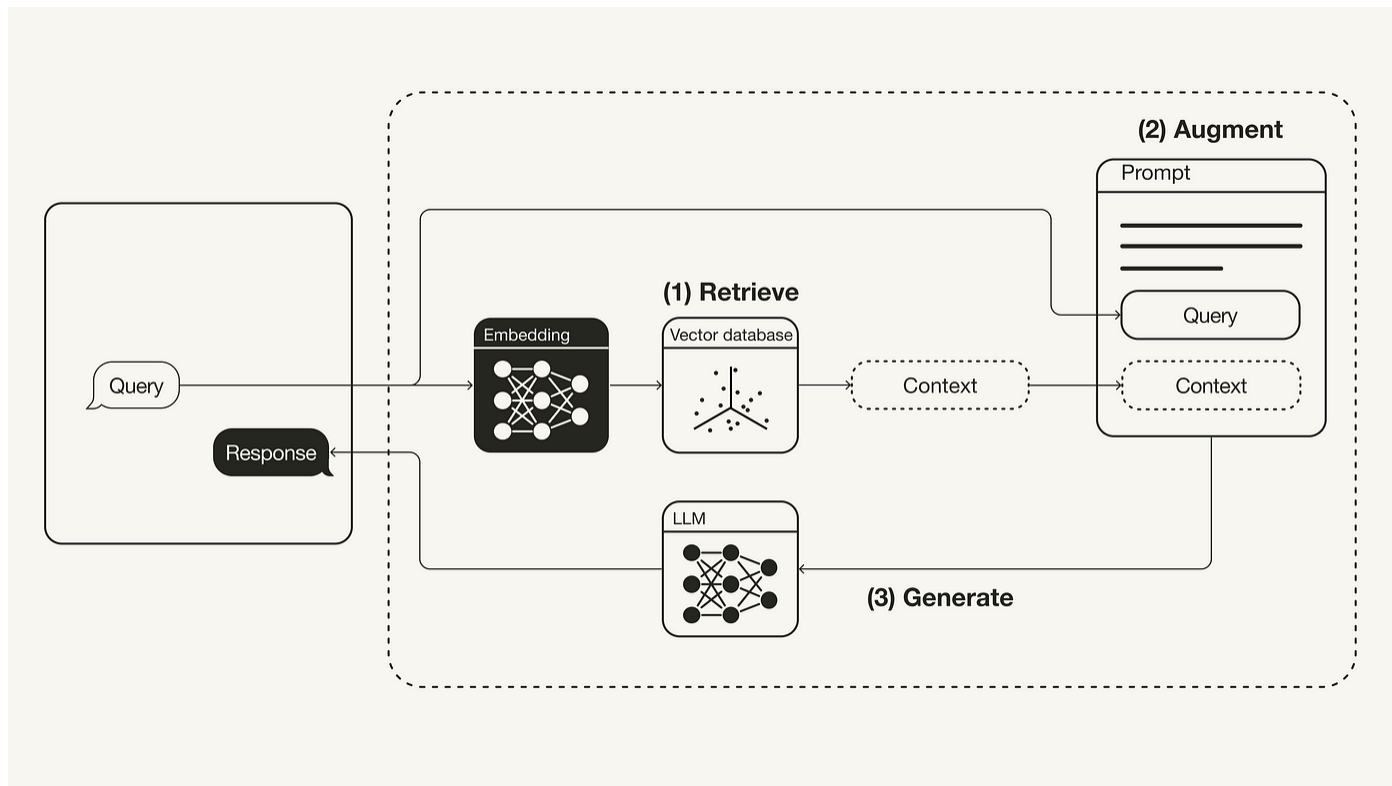 (2) Augment
Prompt
Query
Context
(1) Retrieve
Embedding
Vector database
Context
Query
Response
LLM
(3) Generate